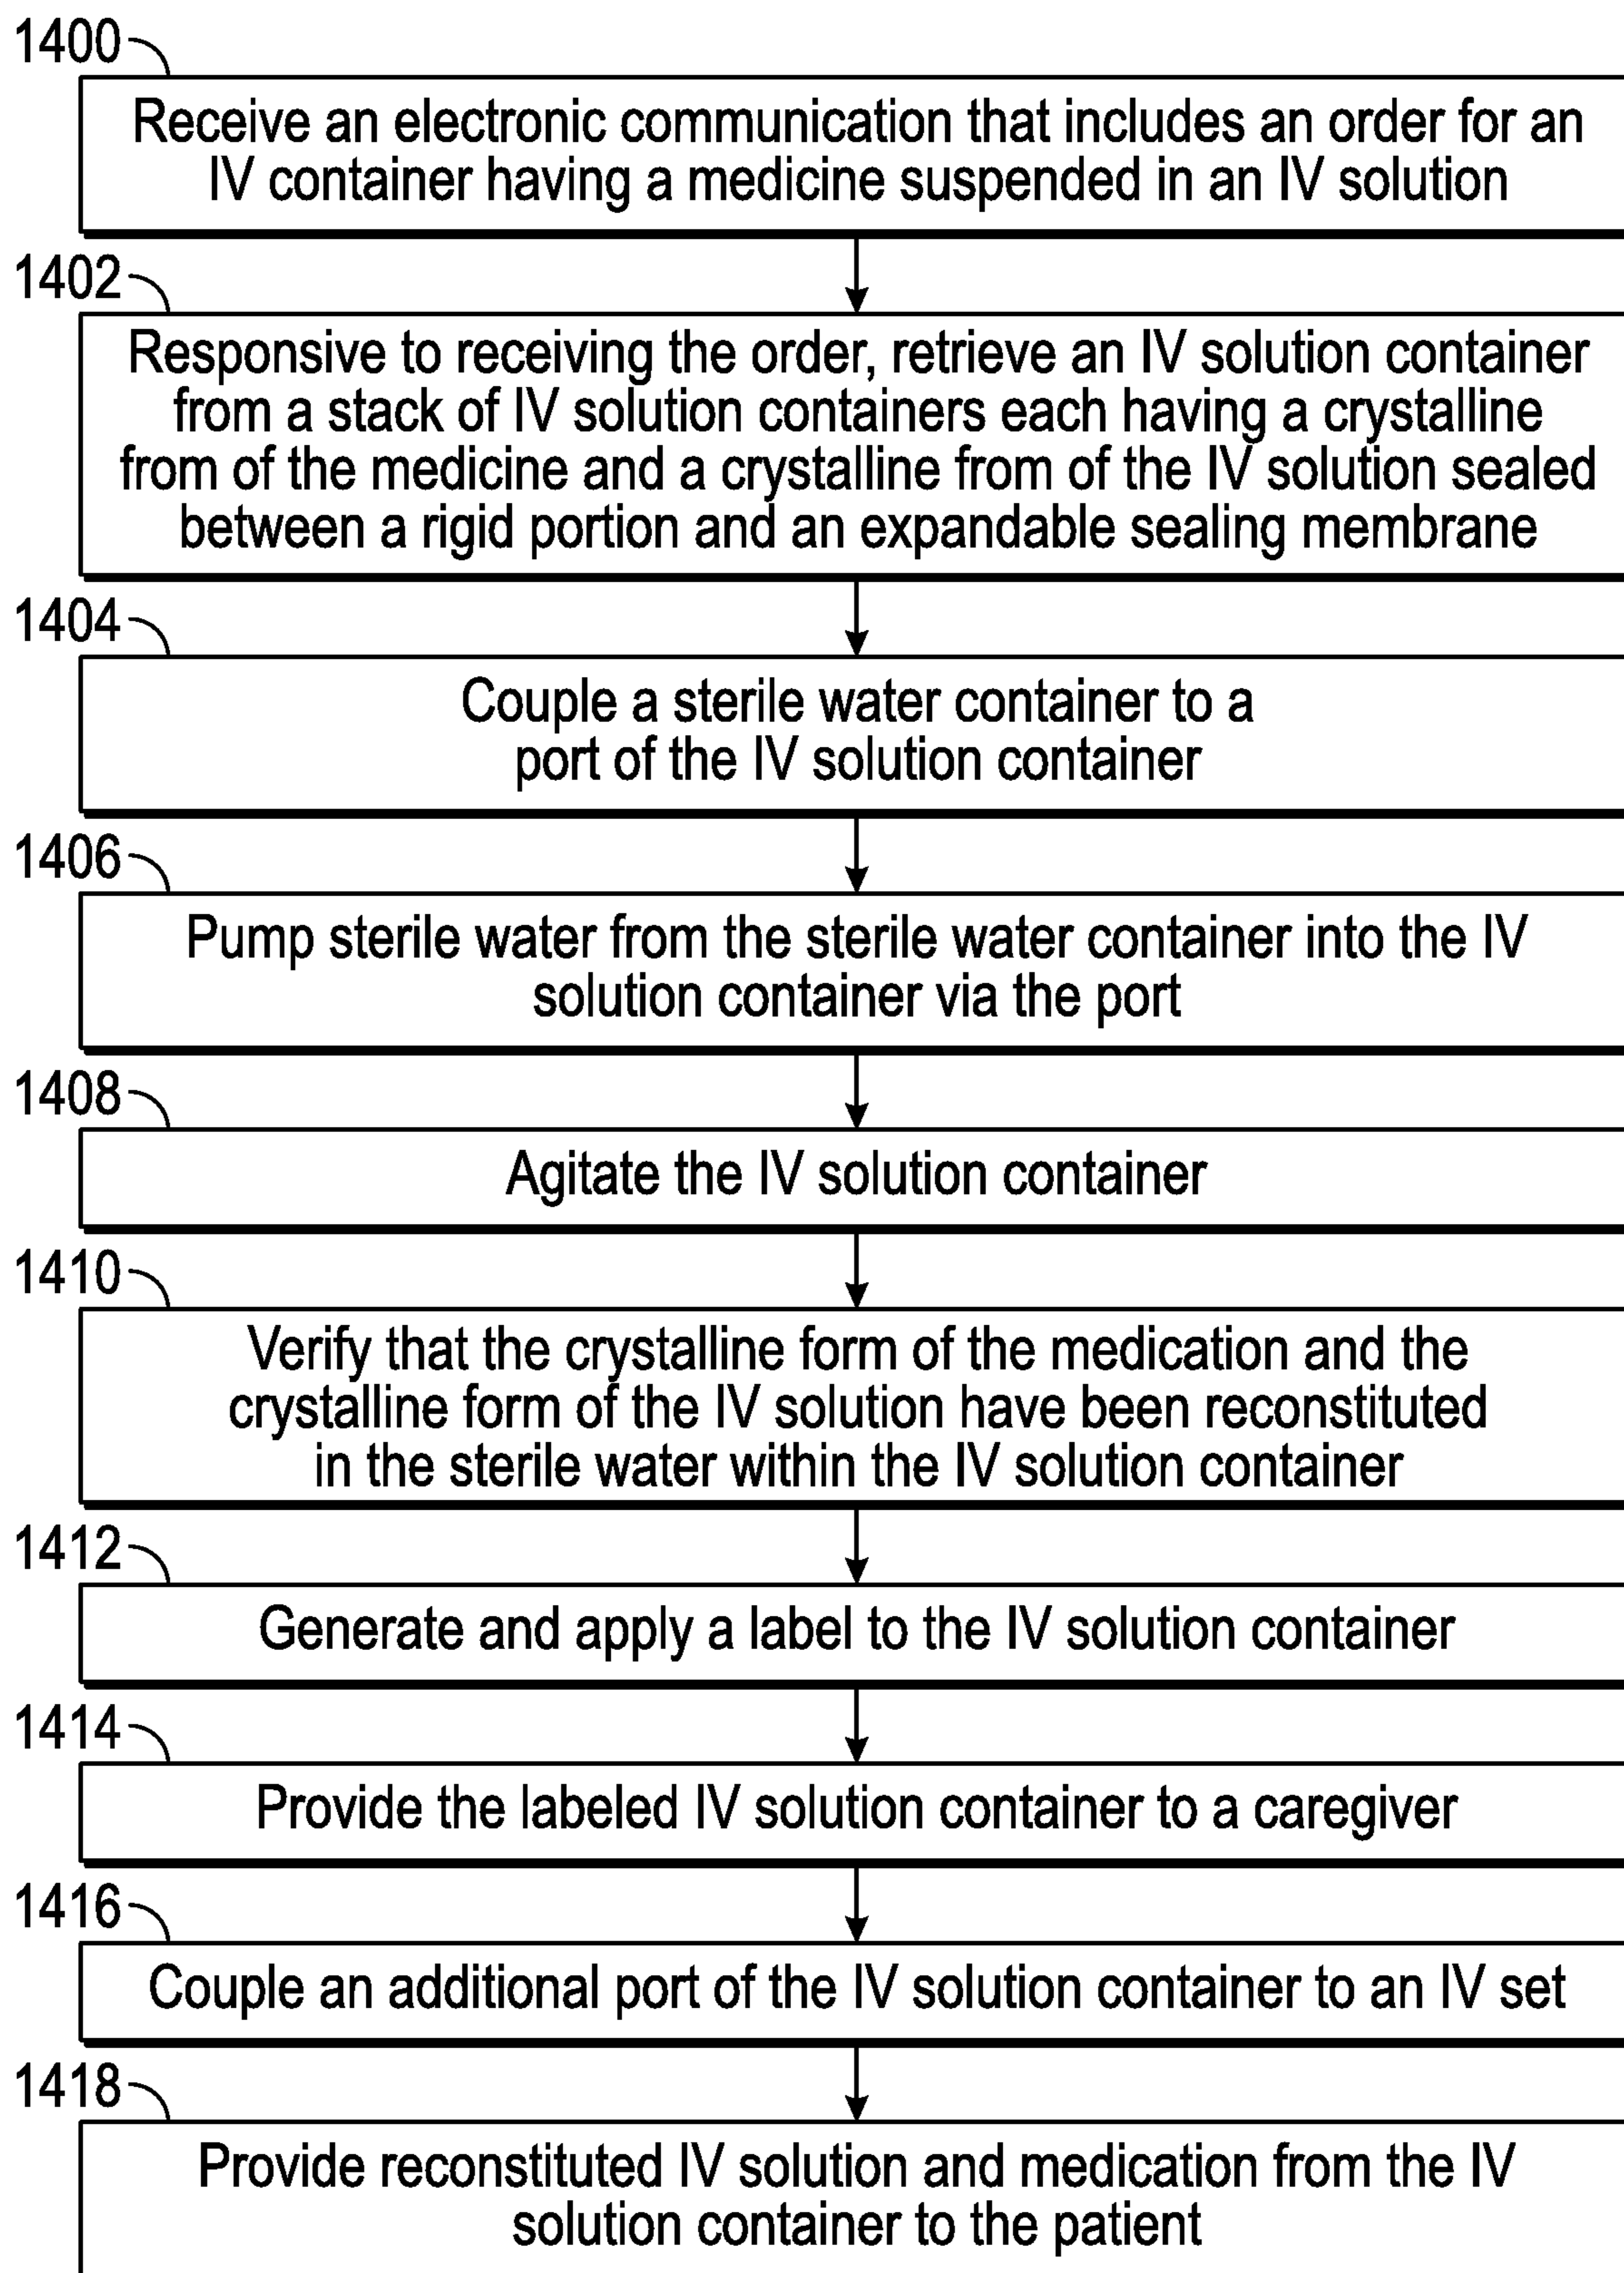 1400
Receive an electronic communication that includes an order for an
IV container having a medicine suspended in an IV solution
1402
Responsive to receiving the order, retrieve an IV solution container
from a stack of IV solution containers each having a crystalline
from of the medicine and a crystalline from of the IV solution sealed
between a rigid portion and an expandable sealing membrane
1404
Couple a sterile water container to a
port of the IV solution container
1406
Pump sterile water from the sterile water container into the IV
solution container via the port
1408
Agitate the IV solution container
1410
Verify that the crystalline form of the medication and the
crystalline form of the IV solution have been reconstituted
in the sterile water within the IV solution container
1412
Generate and apply a label to the IV solution container
1414
Provide the labeled IV solution container to a caregiver
1416
Couple an additional port of the IV solution container to an IV set
1418
Provide reconstituted IV solution and medication from the IV
solution container to the patient